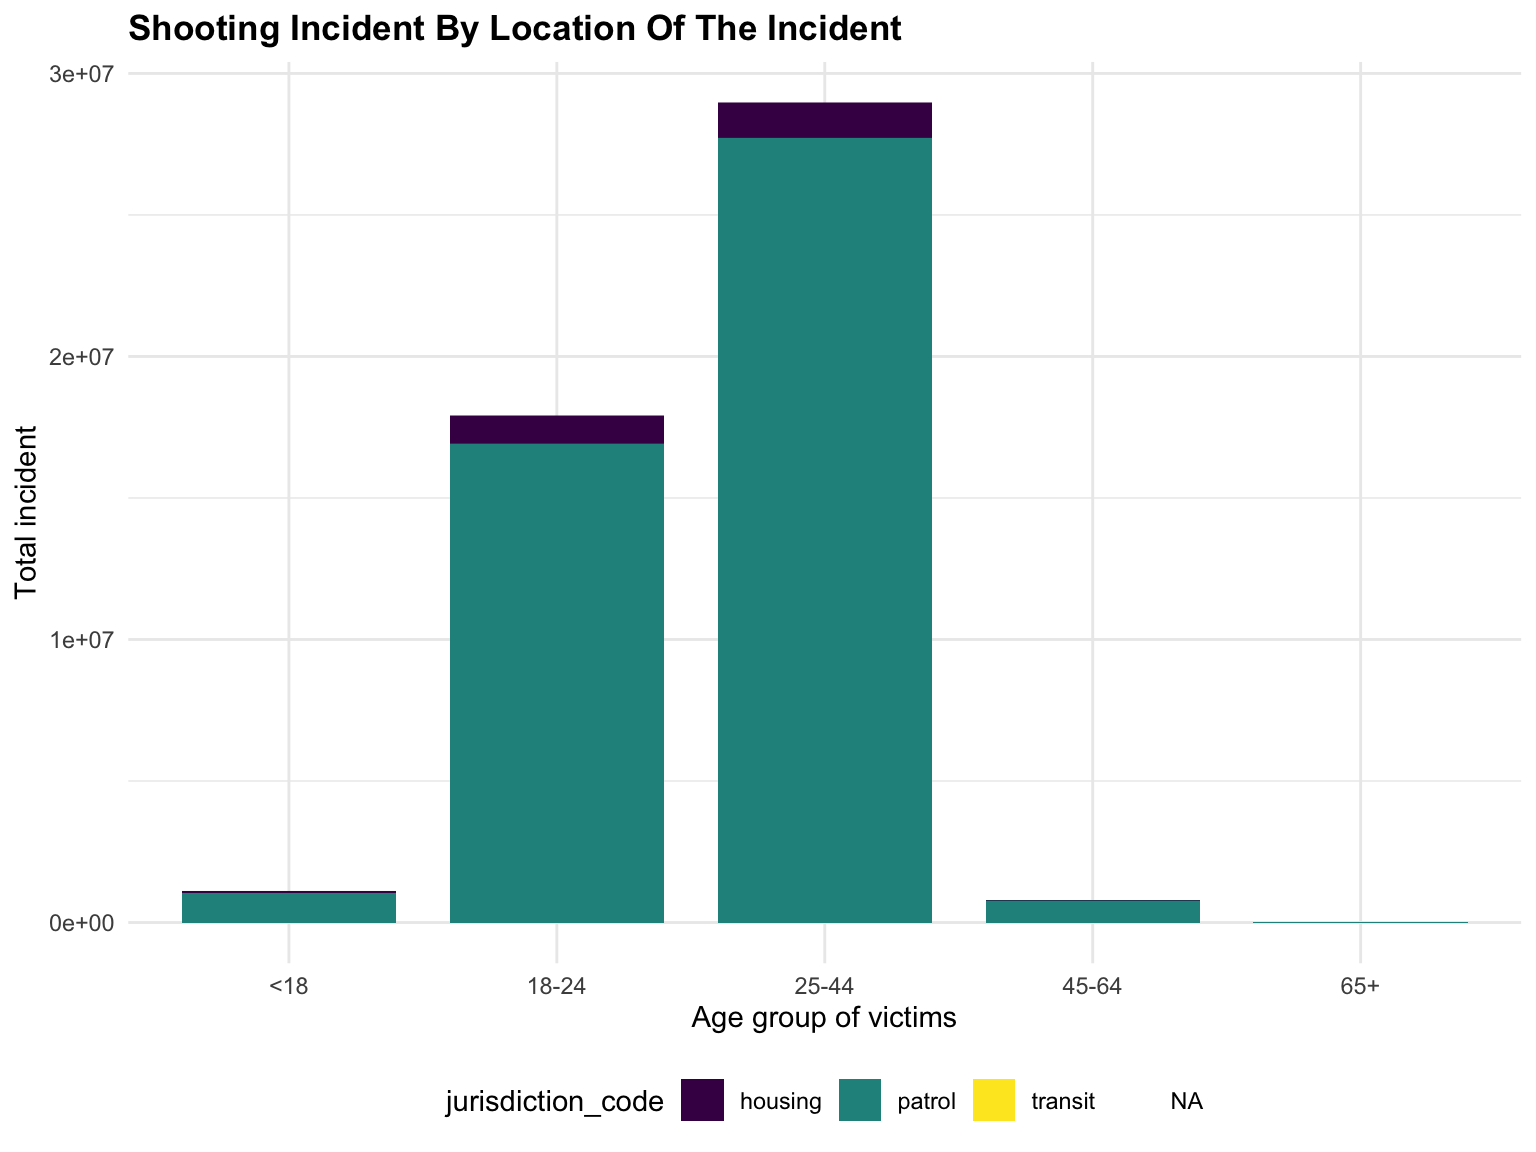 Shooting Incident By Location Of The Incident
3e+07
2e+07
1e+07
0e+00
Total incident
<18 18-24 25-44 45-64 65+
Age group of victims
jurisdiction_code housing patrol transit NA